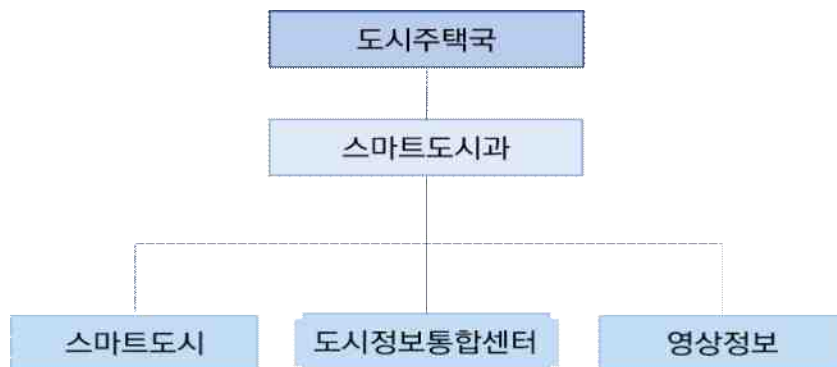 도시주택국
스마트도시과
스마트도시
도시정보통합센터
영상정보